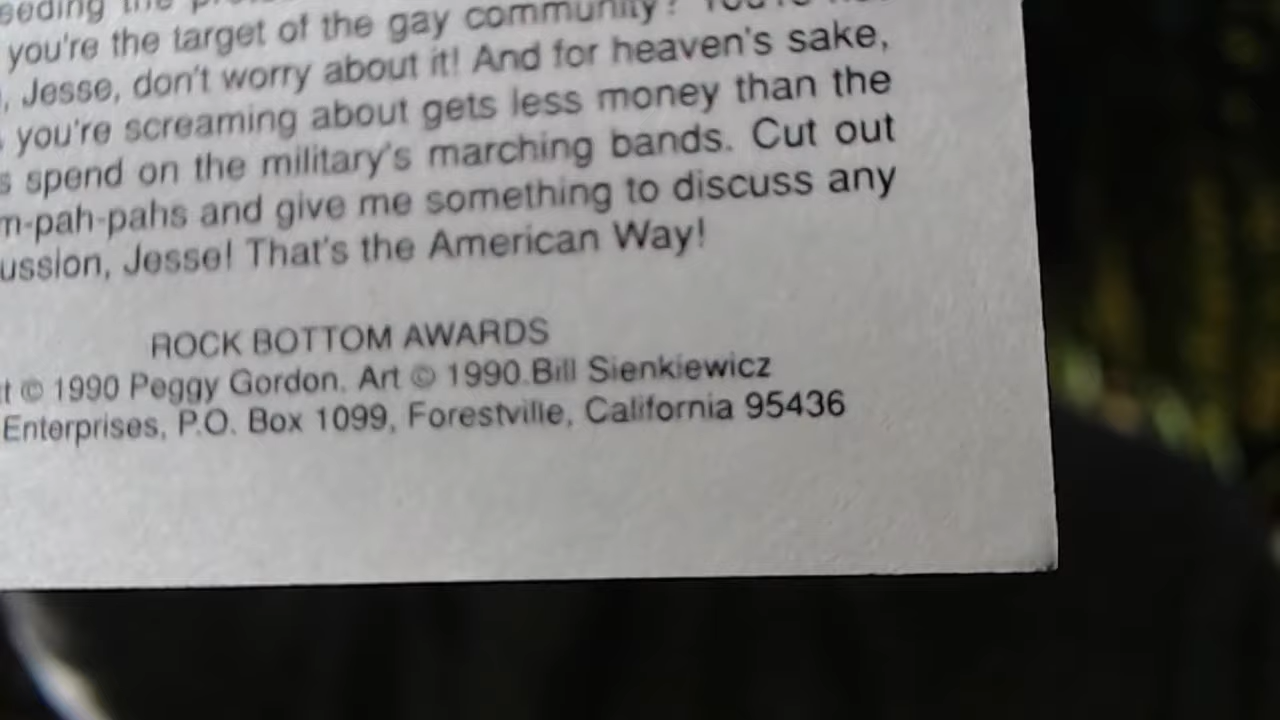 you're the target of the gay community?
, Jesse, don't worry about it! And for heaven's sake,
you're screaming about gets less money than the
s spend on the military's marching bands. Cut out
m-pah-pahs and give me something to discuss any
ussion, Jesse! That's the American Way!
ROCK BOTTOM AWARDS
t © 1990 Peggy Gordon. Art © 1990 Bill Sienkiewicz
Enterprises, P.O. Box 1099, Forestville, California 95436